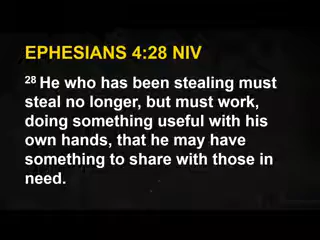 EPHESIANS 4:28 NIV
28 He who has been stealing must
steal no longer, but must work,
doing something useful with his
own hands, that he may have
something to share with those in
need.